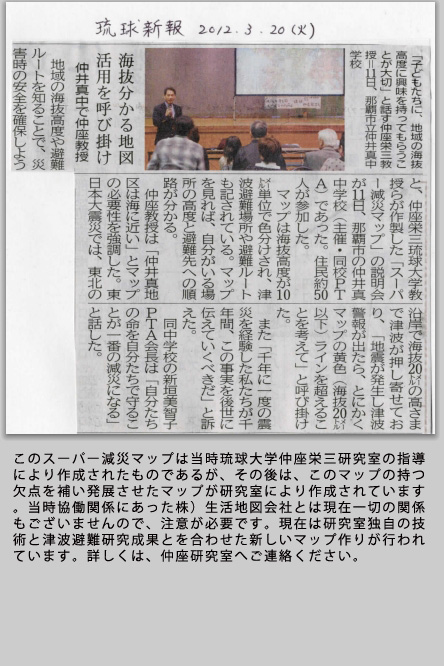 琉球新報 2012.3.20(火)
海抜分かる地図
活用を呼び掛け
仲井真中で仲座教授
「子どもたちに、地域の海抜
高度に興味を持ってもらうこ
とが大切」と話す仲座栄三教
授=11日、那覇市立仲井真中
学校
地域の海抜高度や避難
ルートを知ることで、災
害時の安全を確保しよう
と、仲座栄三琉球大学教
授らが作製した「スーパ
ー減災マップ」の説明会
が11日、那覇市の仲井真
中学校(主催・同校PT
A)であった。住民約50
人が参加した。
マップは海抜高度が10
メートル単位で色分けされ、津
波避難場所や避難ルート
も記されている。マップ
を見れば、自分がいる場
所の高度と避難先への順
路が分かる。
仲座教授は「仲井真地
区は海に近い」とマップ
の必要性を強調した。東
日本大震災では、東北の
沿岸で海抜20メートルの高さま
で津波が押し寄せてお
り、「地震が発生し津波
警報が出たら、とにかく
マップの黄色(海抜20メートル
以下)ラインを超えるこ
とを考えて」と呼び掛け
た。
また「千年に一度の震
災を経験した私たちが千
年間、この事実を後世に
伝えていくべきだ」と訴
えた。
同中学校の新垣美智子
PTA会長は「自分たち
の命を自分たちで守るこ
とが一番の減災になる」
と話した。
このスーパー減災マップは当時琉球大学仲座栄三研究室の指導
により作成されたものであるが、その後は、このマップの持つ
欠点を補い発展させたマップが研究室により作成されています
。当時協働関係にあった株)生活地図会社とは現在一切の関係
もございませんので、注意が必要です。現在は研究室独自の技
術と津波避難研究成果とを合わせた新しいマップ作りが行われ
ています。詳しくは、仲座研究室へご連絡ください。